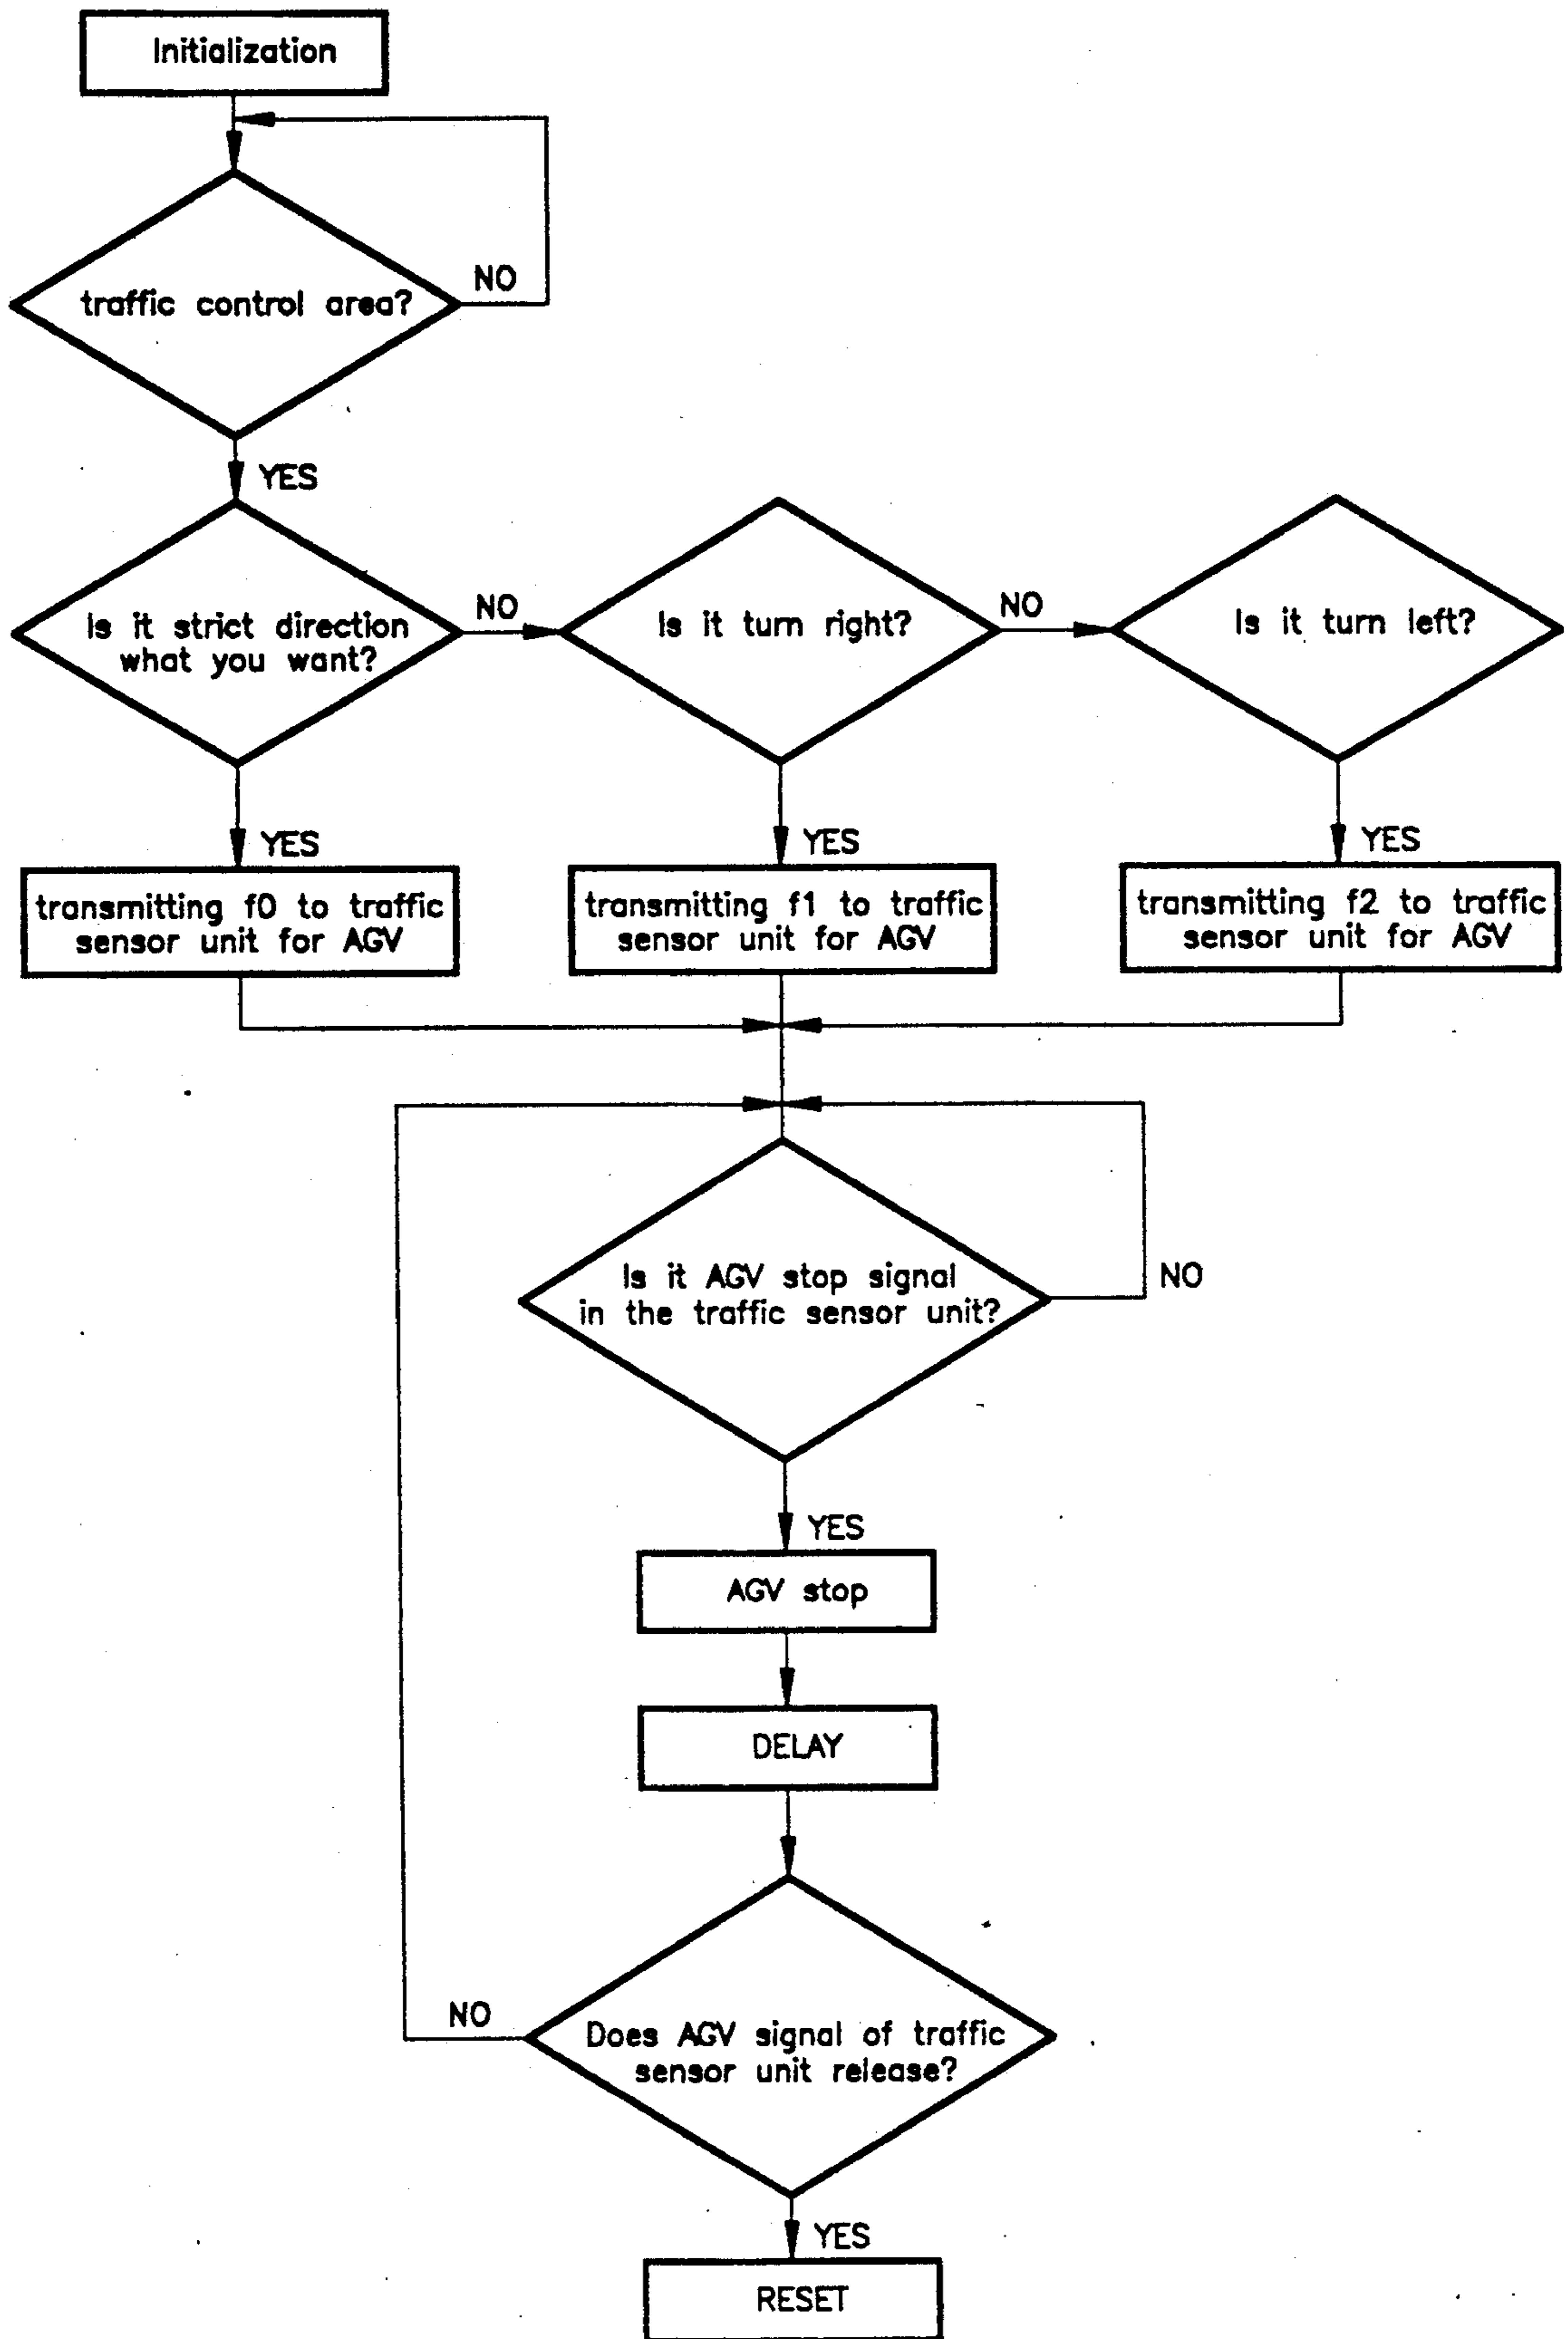 Initialization
NO
traffic control area?
YES
Is it strict direction
what you want?
NO
Is it turn right?
NO
Is it turn left?
YES
YES
YES
transmitting f0 to traffic
sensor unit for AGV
transmitting f1 to traffic
sensor unit for AGV
transmitting f2 to traffic
sensor unit for AGV
Is it AGV stop signal
in the traffic sensor unit?
NO
YES
AGV stop
DELAY
NO
Does AGV signal of traffic
sensor unit release?
YES
RESET